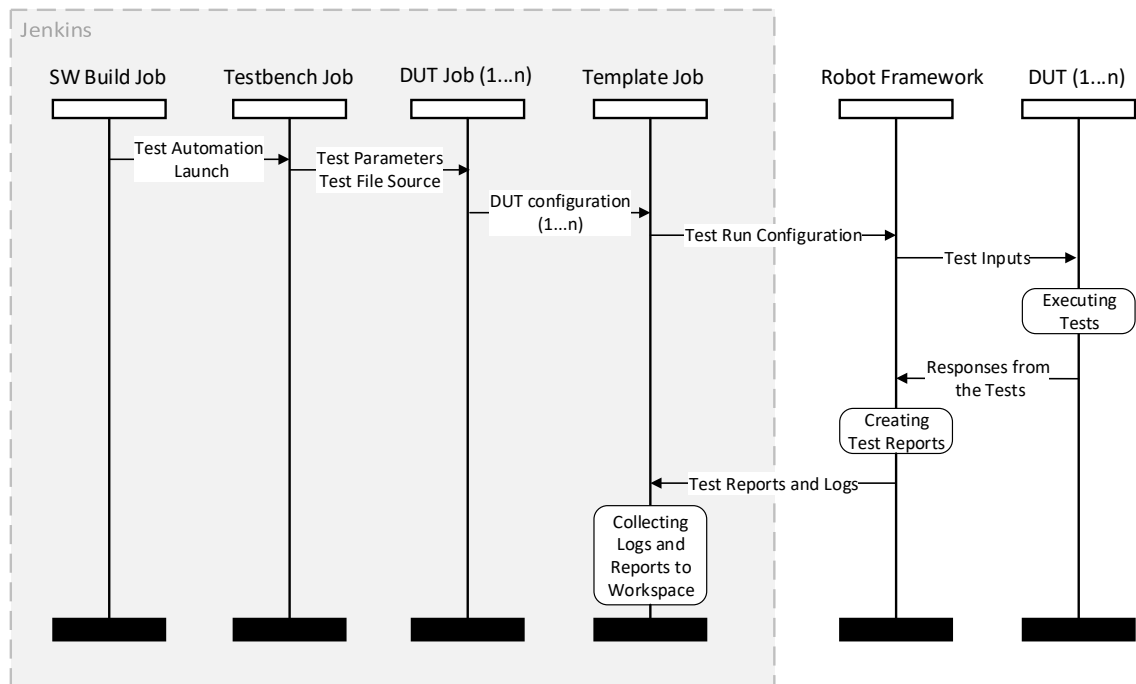 Jenkins
SW Build Job
Testbench Job
DUT Job (1...n)
Template Job
Robot Framework
DUT (1...n)
Test Automation
Launch
Test Parameters
Test File Source
DUT configuration
(1...n)
Test Run Configuration
Test Inputs
Executing
Tests
Responses from
the Tests
Creating
Test Reports
Test Reports and Logs
Collecting
Logs and
Reports to
Workspace